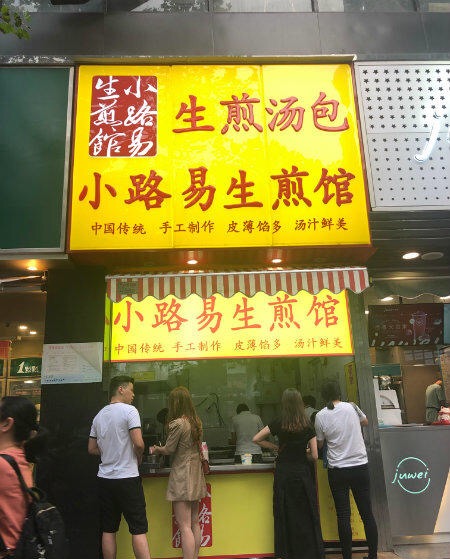 小路易
生煎館
生煎汤包
小路易生煎馆
中国传统 手工制作 皮薄馅多 汤汁鲜美
小路易生煎馆
中国传统 手工制作 皮薄馅多 汤汁鲜美
juwei